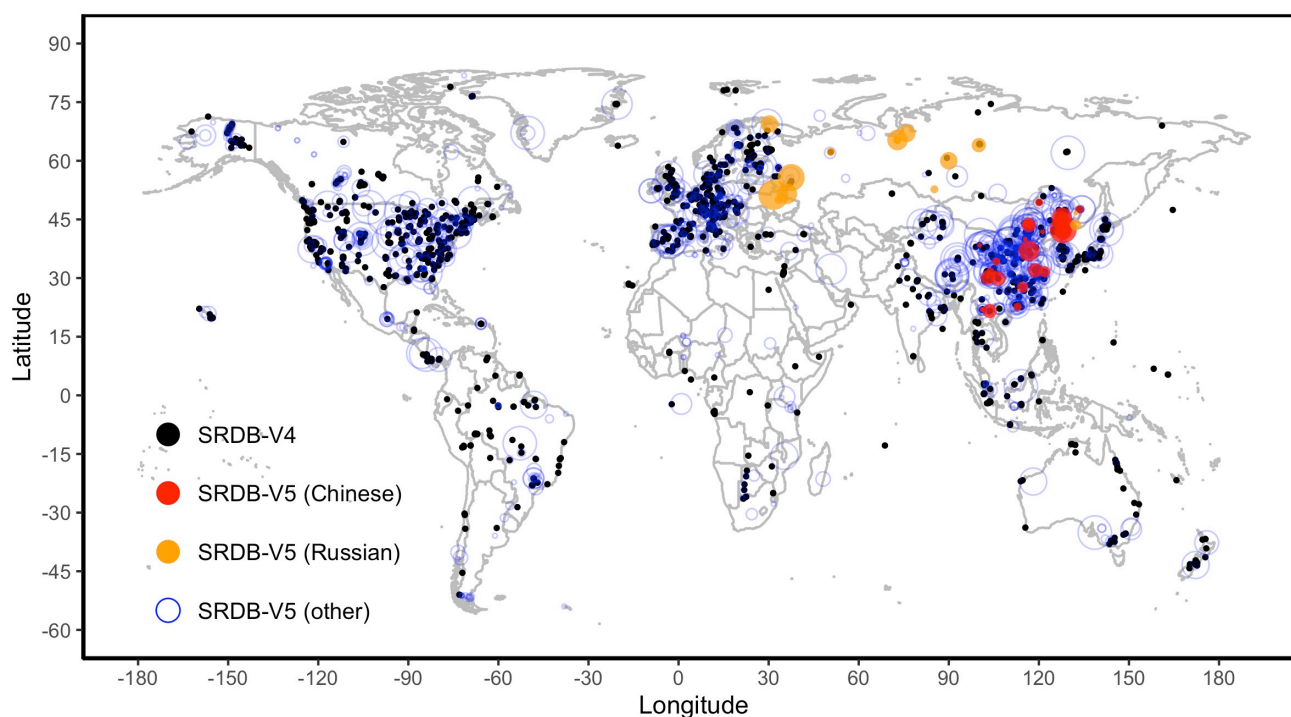 90
75
60
45
30
15
0
-15
-30
-45
-60
Latitude
SRDB-V4
SRDB-V5 (Chinese)
SRDB-V5 (Russian)
SRDB-V5 (other)
-180 -150 -120 -90 -60 -30 0 30 60 90 120 150 180
Longitude